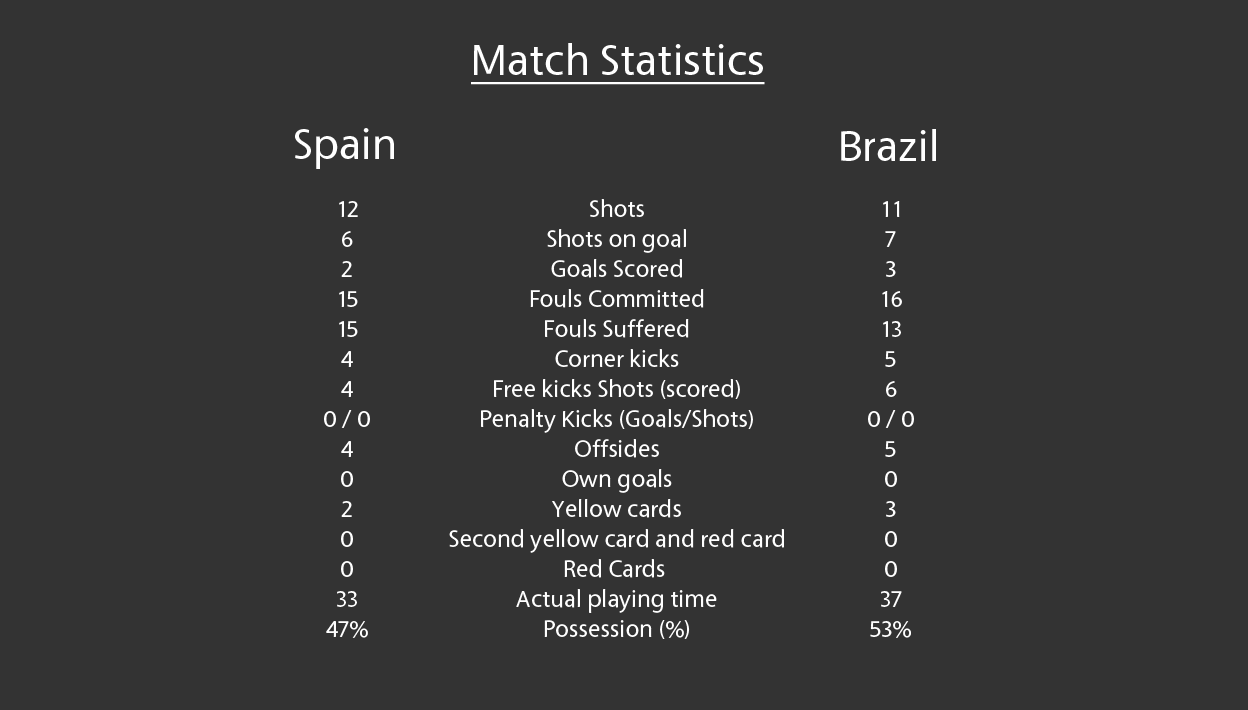 Match Statistics
Spain Brazil
12 Shots 11
6 Shots on goal 7
2 Goals Scored 3
15 Fouls Committed 16
15 Fouls Suffered 13
4 Corner kicks 5
4 Free kicks Shots (scored) 6
0 / 0 Penalty Kicks (Goals/Shots) 0 / 0
4 Offsides 5
0 Own goals 0
2 Yellow cards 3
0 Second yellow card and red card 0
0 Red Cards 0
33 Actual playing time 37
47% Possession (%) 53%